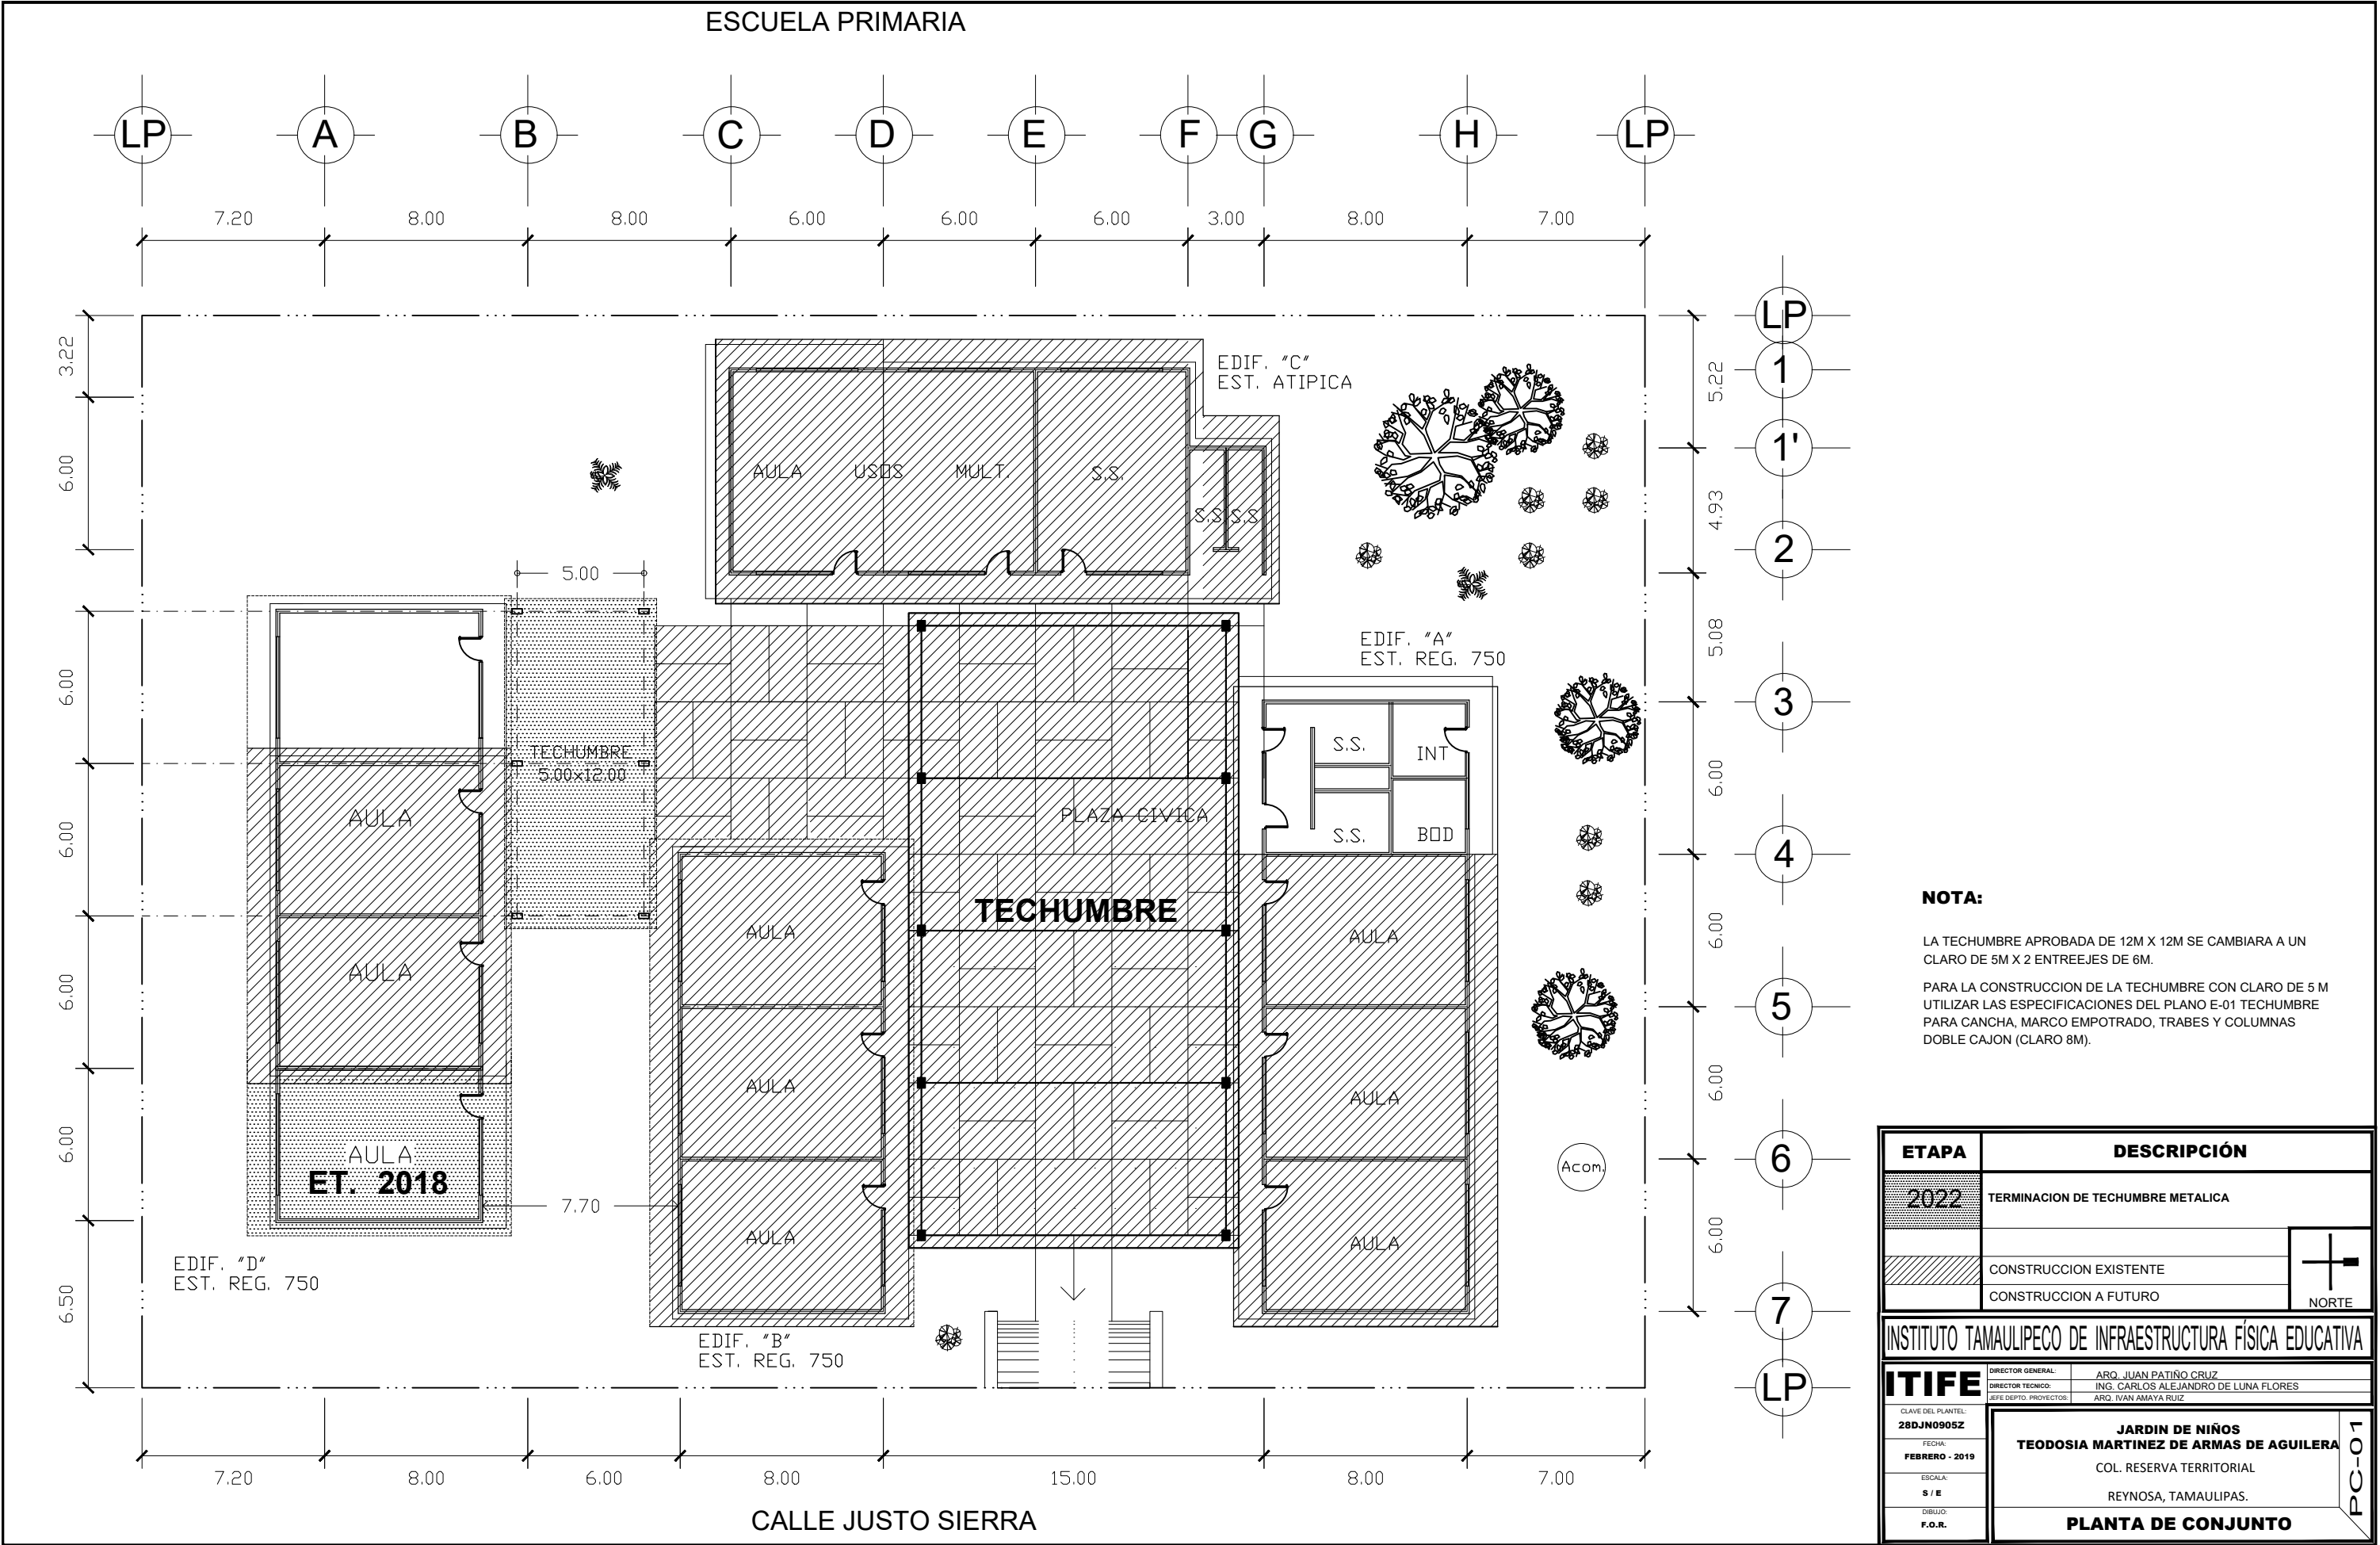 ESCUELA PRIMARIA
LP A B C D E F G H LP
7.20 8.00 8.00 6.00 6.00 6.00 3.00 8.00 7.00
LP
1
1'
2
3
4
5
6
7
LP
3.22
6.00
6.00
6.00
6.00
6.00
6.50
5.22
4.93
5.08
6.00
6.00
6.00
6.00
EDIF. "C"
EST. ATIPICA
AULA USOS MULT.
S.S.
S.S S.S
5.00
TECHUMBRE
5.00x12.00
EDIF. "A"
EST. REG. 750
S.S.
INT
S.S.
BOD
PLAZA CIVICA
TECHUMBRE
AULA
AULA
AULA
ET. 2018
7.70
AULA
AULA
AULA
AULA
AULA
AULA
Acom.
EDIF. "D"
EST. REG. 750
EDIF. "B"
EST. REG. 750
7.20 8.00 6.00 8.00 15.00 8.00 7.00
CALLE JUSTO SIERRA
NOTA:
LA TECHUMBRE APROBADA DE 12M X 12M SE CAMBIARA A UN
CLARO DE 5M X 2 ENTREEJES DE 6M.
PARA LA CONSTRUCCION DE LA TECHUMBRE CON CLARO DE 5 M
UTILIZAR LAS ESPECIFICACIONES DEL PLANO E-01 TECHUMBRE
PARA CANCHA, MARCO EMPOTRADO, TRABES Y COLUMNAS
DOBLE CAJON (CLARO 8M).
ETAPA DESCRIPCIÓN
2022 TERMINACION DE TECHUMBRE METALICA
CONSTRUCCION EXISTENTE
CONSTRUCCION A FUTURO
NORTE
INSTITUTO TAMAULIPECO DE INFRAESTRUCTURA FÍSICA EDUCATIVA
ITIFE
DIRECTOR GENERAL: ARQ. JUAN PATIÑO CRUZ
DIRECTOR TECNICO: ING. CARLOS ALEJANDRO DE LUNA FLORES
JEFE DEPTO. PROYECTOS: ARQ. IVAN AMAYA RUIZ
CLAVE DEL PLANTEL:
28DJN0905Z
FECHA:
FEBRERO - 2019
ESCALA:
S / E
DIBUJO:
F.O.R.
JARDIN DE NIÑOS
TEODOSIA MARTINEZ DE ARMAS DE AGUILERA
COL. RESERVA TERRITORIAL
REYNOSA, TAMAULIPAS.
PLANTA DE CONJUNTO
PC-01